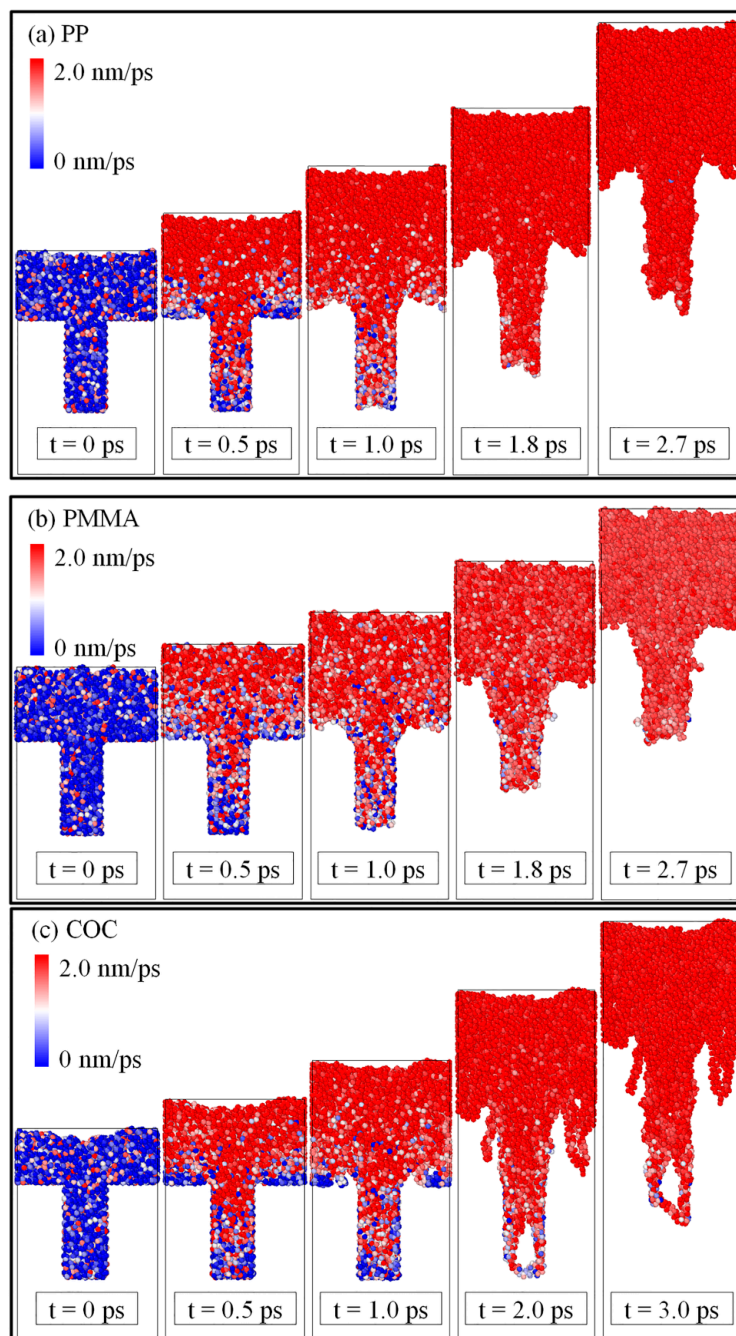 (a) PP
2.0 nm/ps
0 nm/ps
t = 0 ps
t = 0.5 ps
t = 1.0 ps
t = 1.8 ps
t = 2.7 ps
(b) PMMA
2.0 nm/ps
0 nm/ps
t = 0 ps
t = 0.5 ps
t = 1.0 ps
t = 1.8 ps
t = 2.7 ps
(c) COC
2.0 nm/ps
0 nm/ps
t = 0 ps
t = 0.5 ps
t = 1.0 ps
t = 2.0 ps
t = 3.0 ps